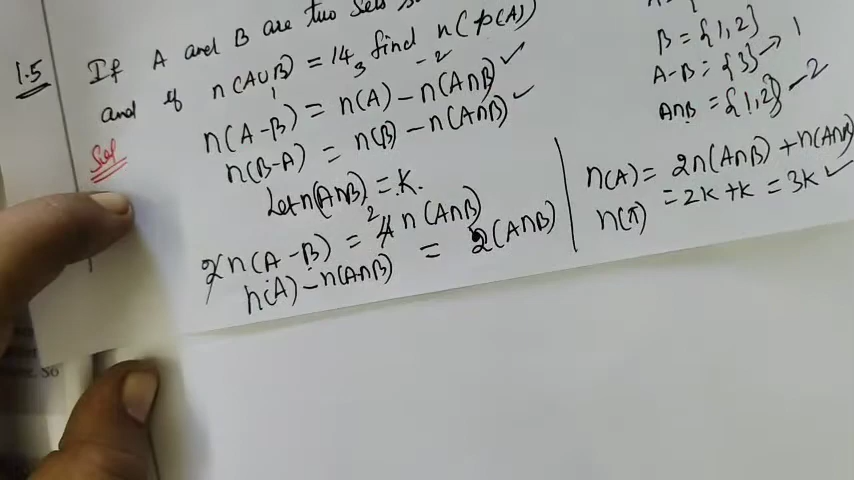 1.5 If A and B are two sets
and if n(A∪B) = 14, find n(p(A))
Sol n(A-B) = n(A) - n(A∩B) ✓
n(B-A) = n(B) - n(A∩B) ✓
Let n(A∩B) = K.
2n(A-B) = 4 2 n(A∩B)
n(A) - n(A∩B) = 2(A∩B)
B = {1,2}
A-B = {3} → 1
A∩B = {1,2} - 2
n(A) = 2n(A∩B) + n(A∩B)
= 2K + K = 3K ✓